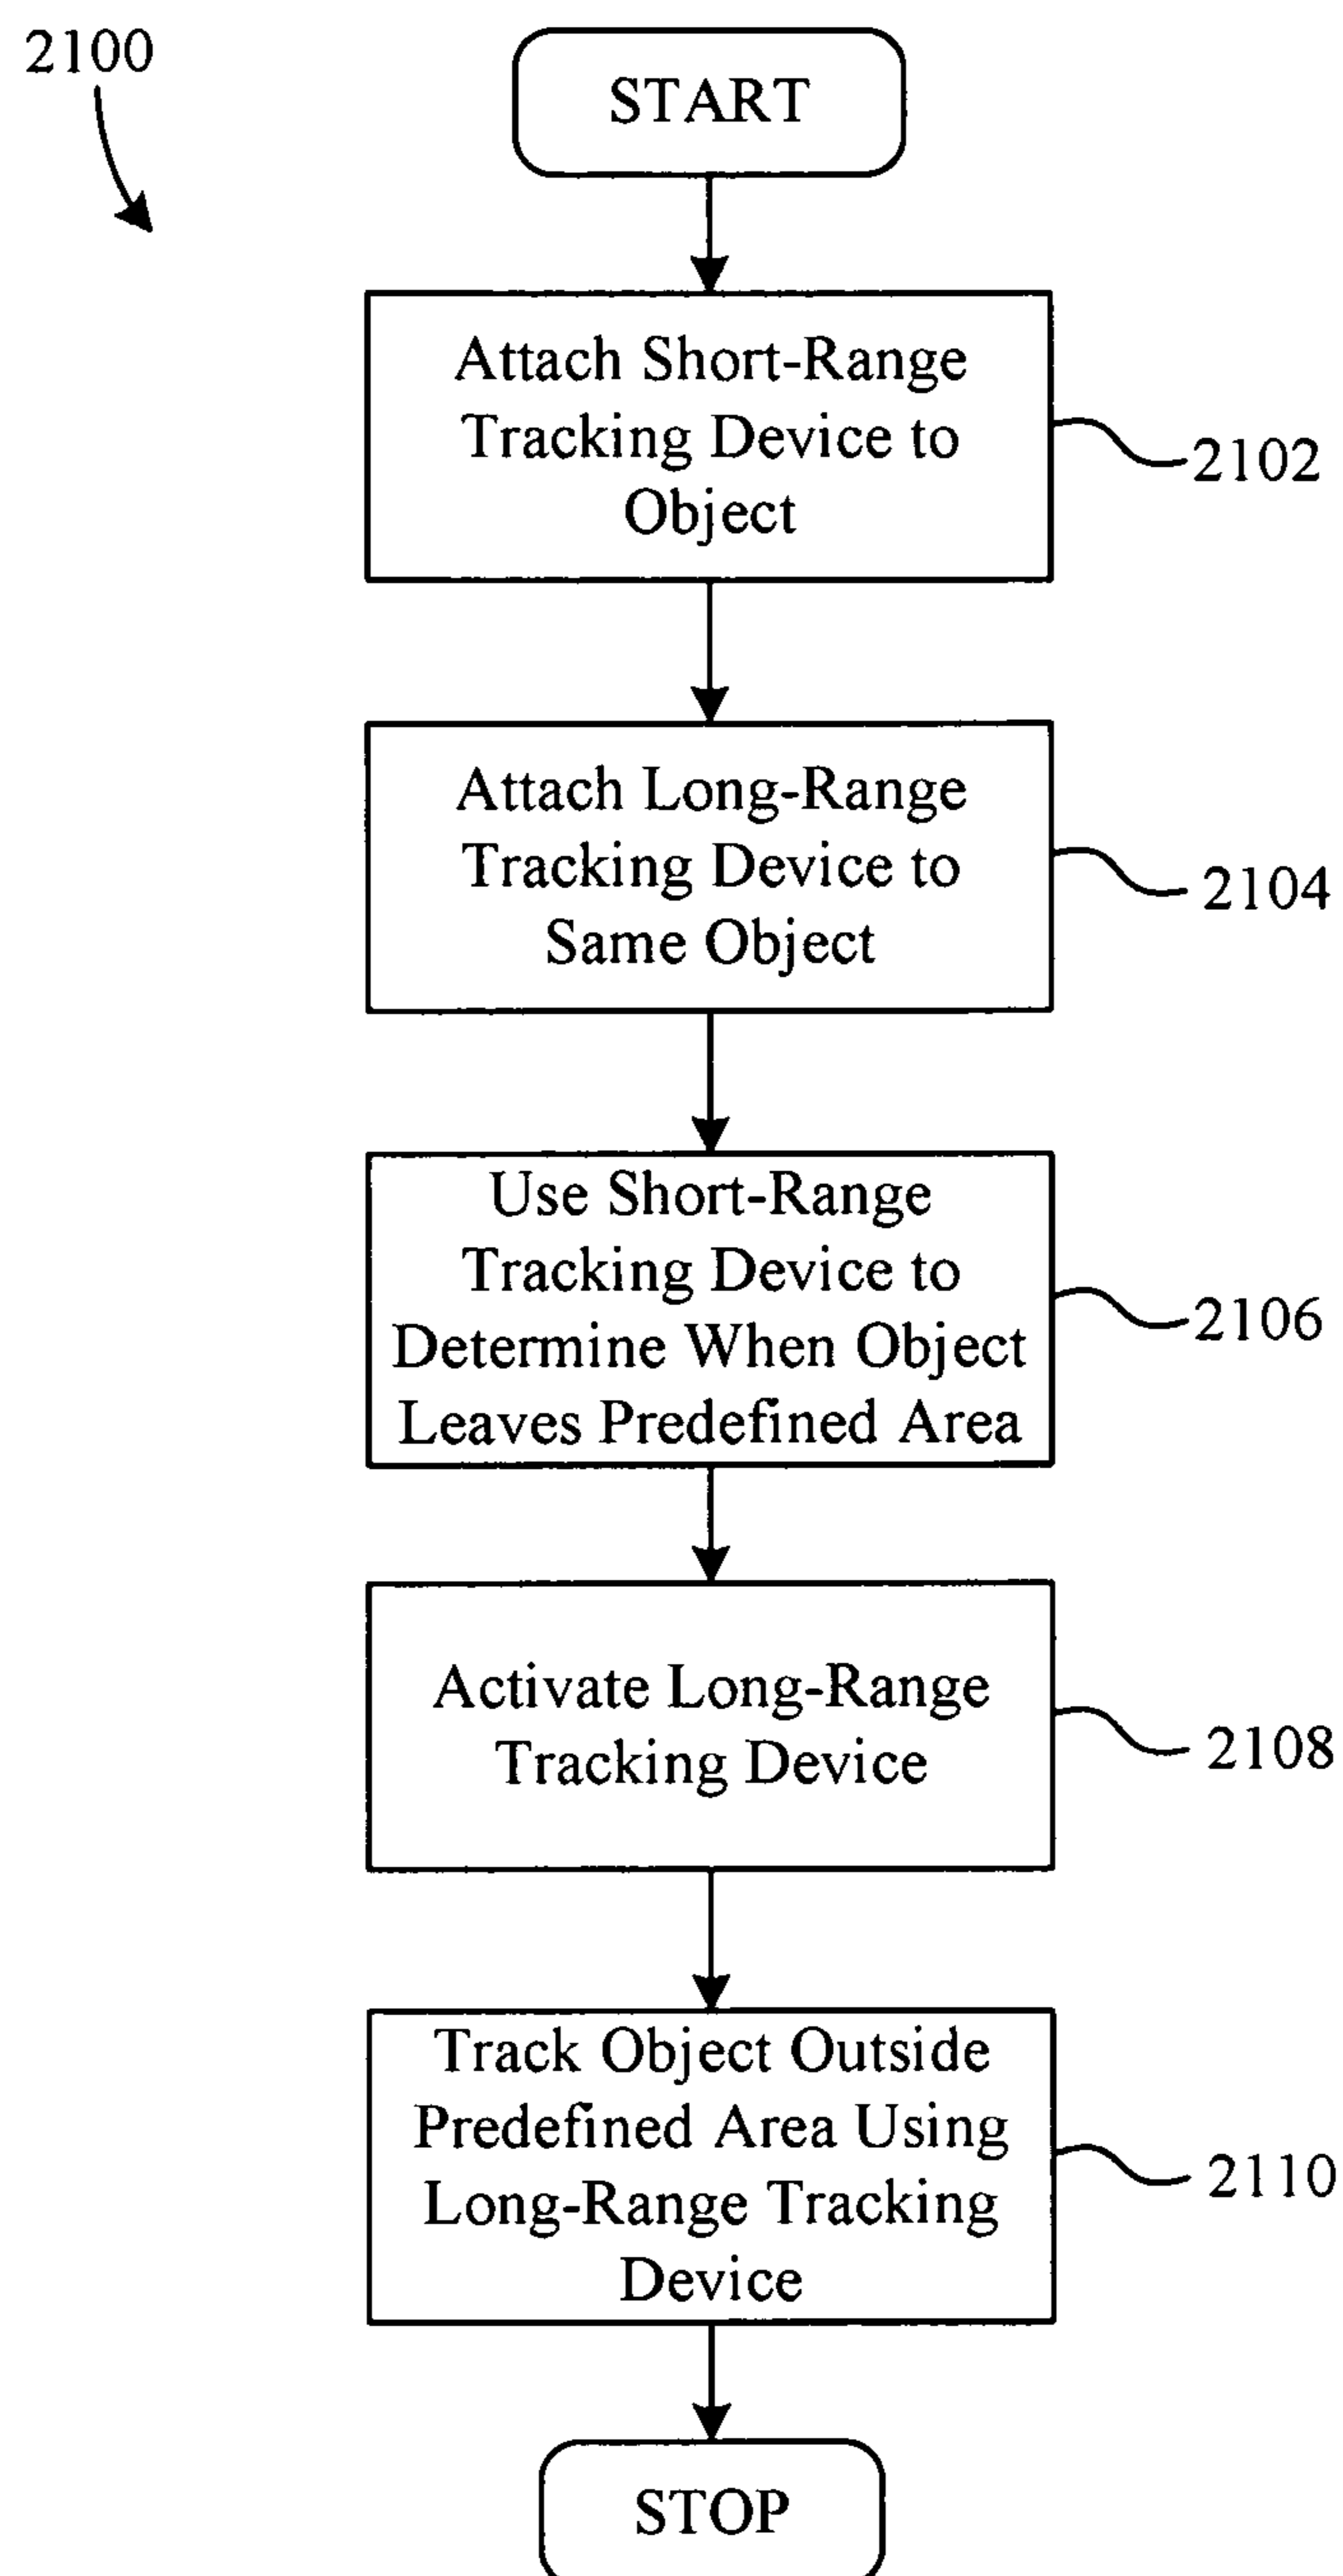 2100
START
Attach Short-Range
Tracking Device to
Object
2102
Attach Long-Range
Tracking Device to
Same Object
2104
Use Short-Range
Tracking Device to
Determine When Object
Leaves Predefined Area
2106
Activate Long-Range
Tracking Device
2108
Track Object Outside
Predefined Area Using
Long-Range Tracking
Device
2110
STOP